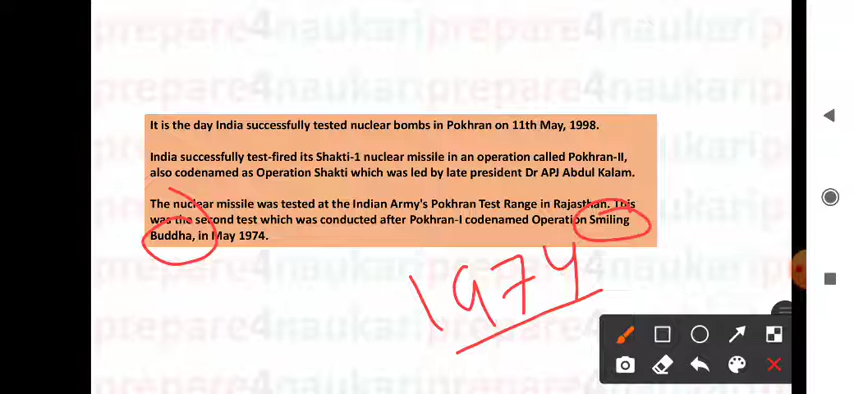 prepare4naukari prepare4naukari
It is the day India successfully tested nuclear bombs in Pokhran on 11th May, 1998.
India successfully test-fired its Shakti-1 nuclear missile in an operation called Pokhran-II,
also codenamed as Operation Shakti which was led by late president Dr APJ Abdul Kalam.
The nuclear missile was tested at the Indian Army's Pokhran Test Range in Rajasthan. This
was the second test which was conducted after Pokhran-I codenamed Operation Smiling
Buddha, in May 1974.
1974